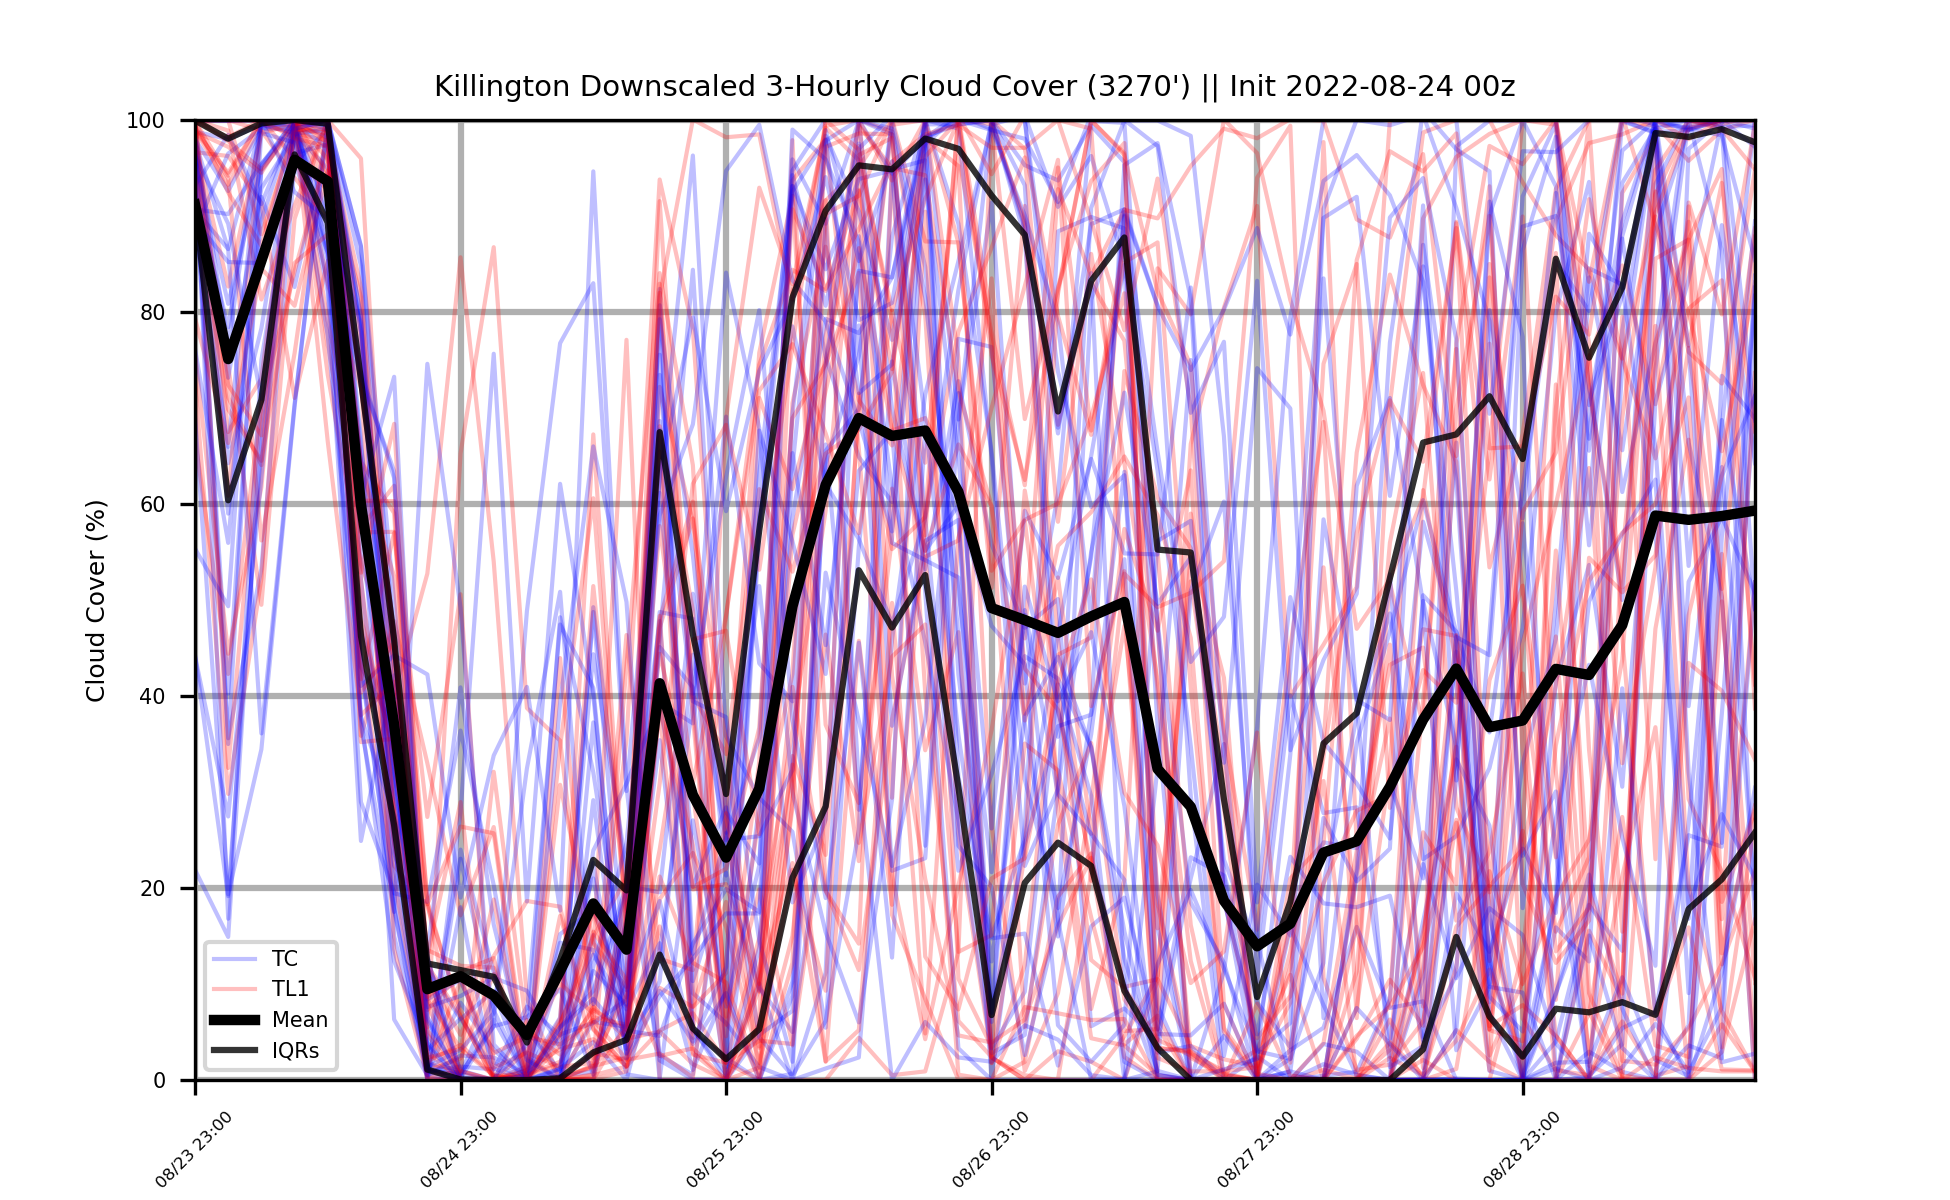 Killington Downscaled 3-Hourly Cloud Cover (3270') || Init 2022-08-24 00z
Cloud Cover (%)
100
80
60
40
20
0
TC
TL1
Mean
IQRs
08/23 23:00
08/24 23:00
08/25 23:00
08/26 23:00
08/27 23:00
08/28 23:00